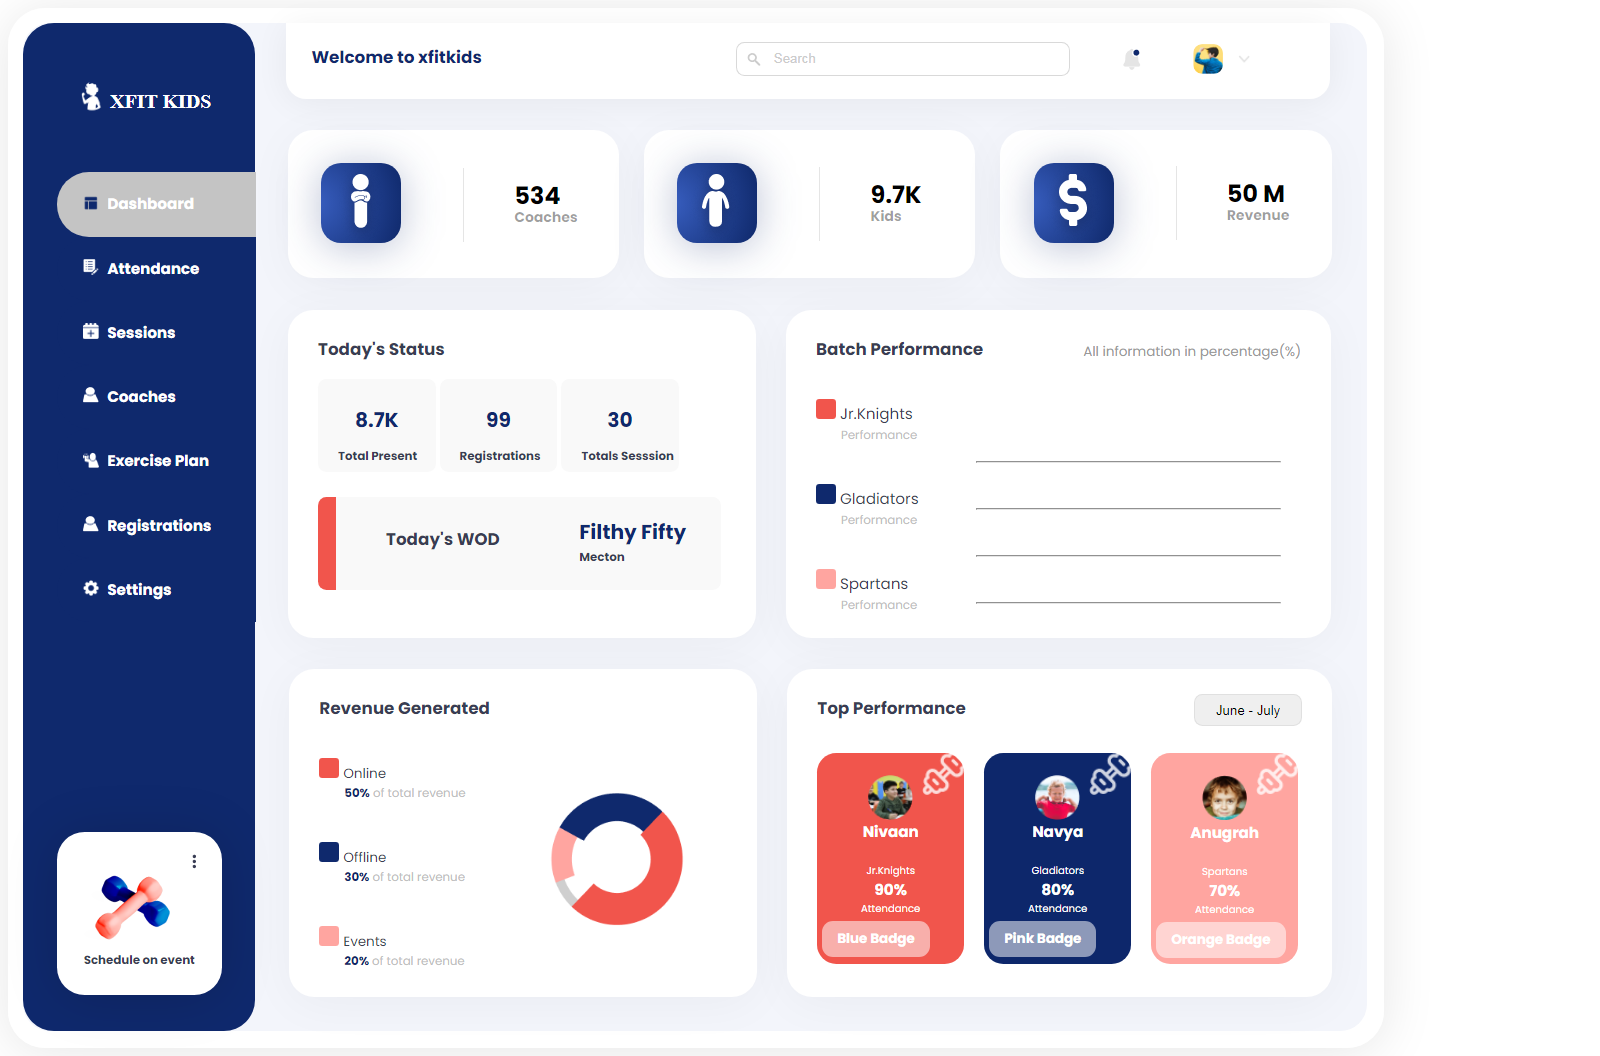 XFIT KIDS
Dashboard
Attendance
Sessions
Coaches
Exercise Plan
Registrations
Settings
Schedule on event
Welcome to xfitkids
Search
534
Coaches
9.7K
Kids
$
50 M
Revenue
Today's Status
8.7K
Total Present
99
Registrations
30
Totals Sesssion
Today's WOD
Filthy Fifty
Mecton
Batch Performance
All information in percentage(%)
Jr.Knights
Performance
Gladiators
Performance
Spartans
Performance
Revenue Generated
Online
50% of total revenue
Offline
30% of total revenue
Events
20% of total revenue
Top Performance
June - July
Nivaan
Jr.Knights
90%
Attendance
Blue Badge
Navya
Gladiators
80%
Attendance
Pink Badge
Anugrah
Spartans
70%
Attendance
Orange Badge